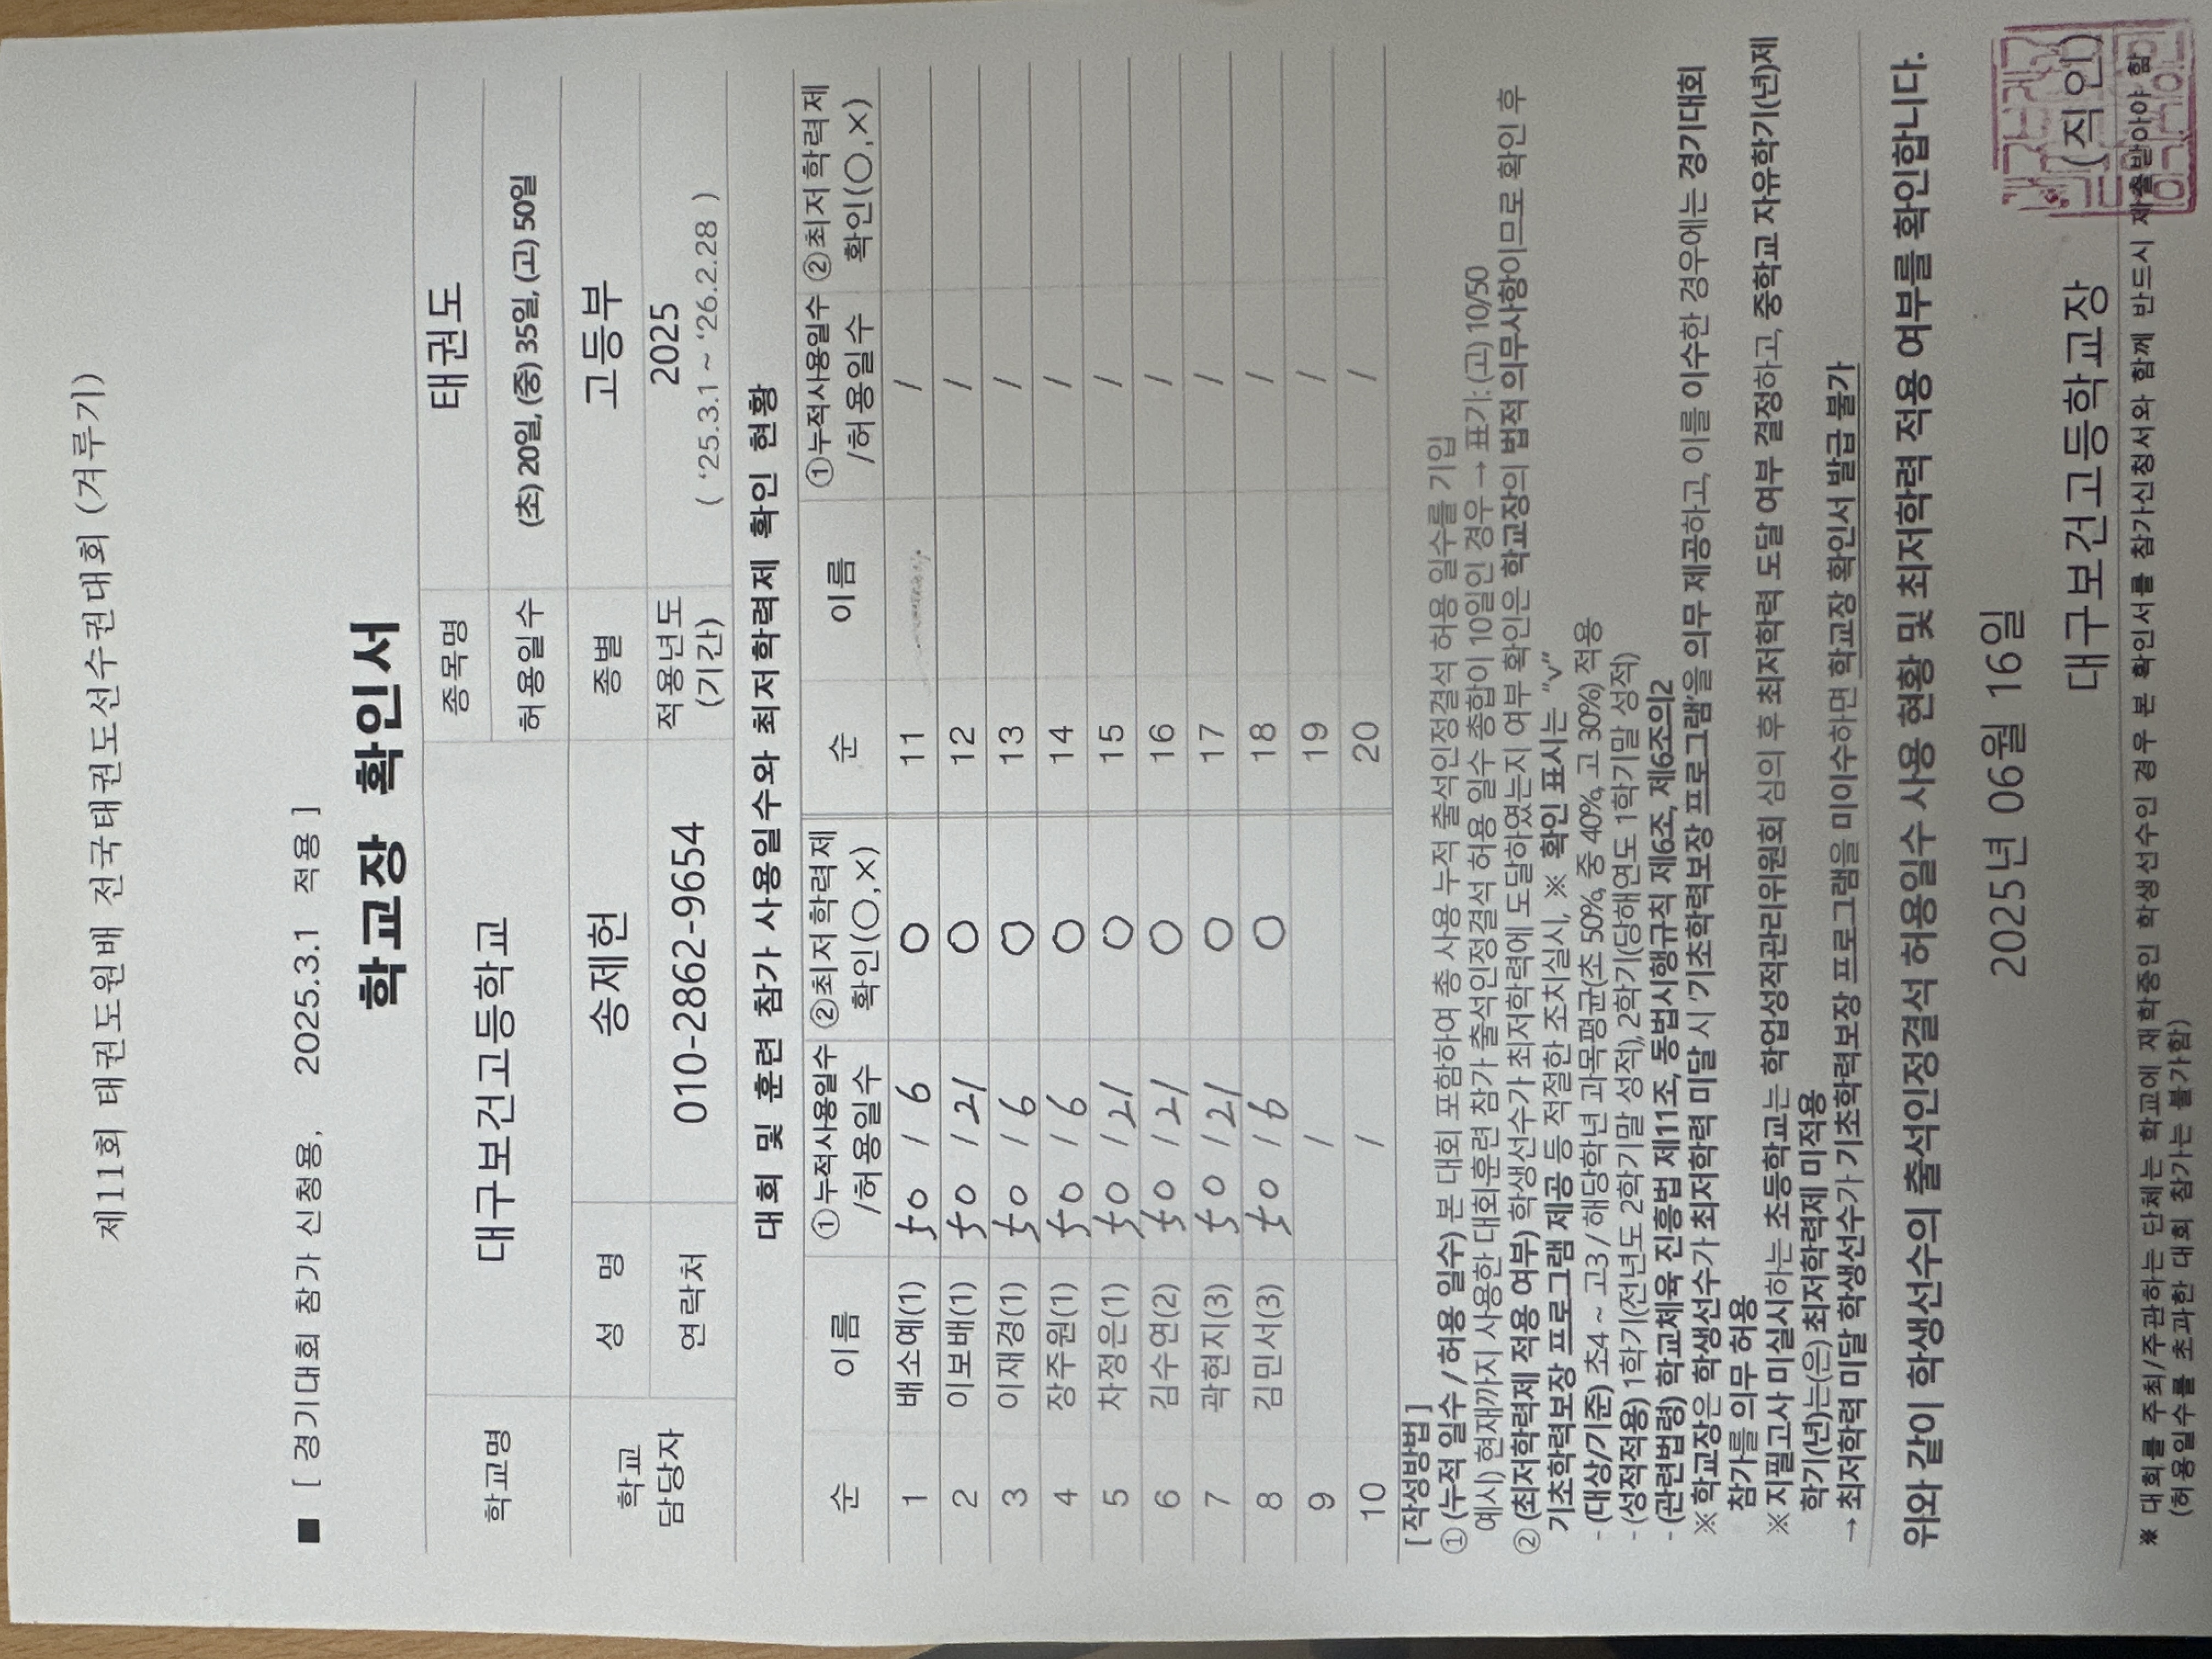 제11회 태권도원배 전국태권도선수권대회 (겨루기)
■ [ 경기대회 참가 신청용, 2025.3.1 적용 ]
학교장 확인서
학교명 대구보건고등학교 종목명 태권도
허용일수 (초) 20일, (중) 35일, (고) 50일
학교 담당자 성 명 송제헌 종별 고등부
연락처 010-2862-9654 적용년도 (기간) 2025 ( '25.3.1 ~ '26.2.28 )
대회 및 훈련 참가 사용일수와 최저학력제 확인 현황
순 이름 ①누적사용일수 /허용일수 ②최저학력제 확인(○,×) 순 이름 ①누적사용일수 /허용일수 ②최저학력제 확인(○,×)
1 배소예(1) 50 / 6 ○ 11 /
2 이보배(1) 50 / 21 ○ 12 /
3 이재경(1) 50 / 6 ○ 13 /
4 장주원(1) 50 / 6 ○ 14 /
5 차정은(1) 50 / 21 ○ 15 /
6 김수연(2) 50 / 21 ○ 16 /
7 곽현지(3) 50 / 21 ○ 17 /
8 김민서(3) 50 / 6 ○ 18 /
9 / 19 /
10 / 20 /
[ 작성방법 ]
① (누적 일수 / 허용 일수) 본 대회 포함하여 총 사용 누적 출석인정결석 허용 일수를 기입
예시) 현재까지 사용한 대회훈련 참가 출석인정결석 허용 일수 총합이 10일인 경우 → 표기: (고) 10/50
② (최저학력제 적용 여부) 학생선수가 최저학력에 도달하였는지 여부 확인은 학교장의 법적 의무사항이므로 확인 후
기초학력보장 프로그램 제공 등 적절한 조치실시, ※ 확인 표시는 "v"
- (대상/기준) 초4 ~ 고3 / 해당학년 과목평균(초 50%, 중 40%, 고 30%) 적용
- (성적적용) 1학기(전년도 2학기말 성적), 2학기(당해연도 1학기말 성적)
- (관련법령) 학교체육 진흥법 제11조, 동법시행규칙 제6조, 제6조의2
※ 학교장은 학생선수가 최저학력 미달 시 '기초학력보장 프로그램'을 의무 제공하고, 이를 이수한 경우에는 경기대회
참가를 의무 허용
※ 지필고사 미실시하는 초등학교는 학업성적관리위원회 심의 후 최저학력 도달 여부 결정하고, 중학교 자유학기(년)제
학기(년)는(은) 최저학력제 미적용
→ 최저학력 미달 학생선수가 기초학력보장 프로그램을 미이수하면 학교장 확인서 발급 불가
위와 같이 학생선수의 출석인정결석 허용일수 사용 현황 및 최저학력 적용 여부를 확인합니다.
2025년 06월 16일
대구보건고등학교장 (직인)
※ 대회를 주최/주관하는 단체는 학교에 재학중인 학생선수인 경우 본 확인서를 참가신청서와 함께 반드시 제출받아야 함
(허용일수를 초과한 대회 참가는 불가함)